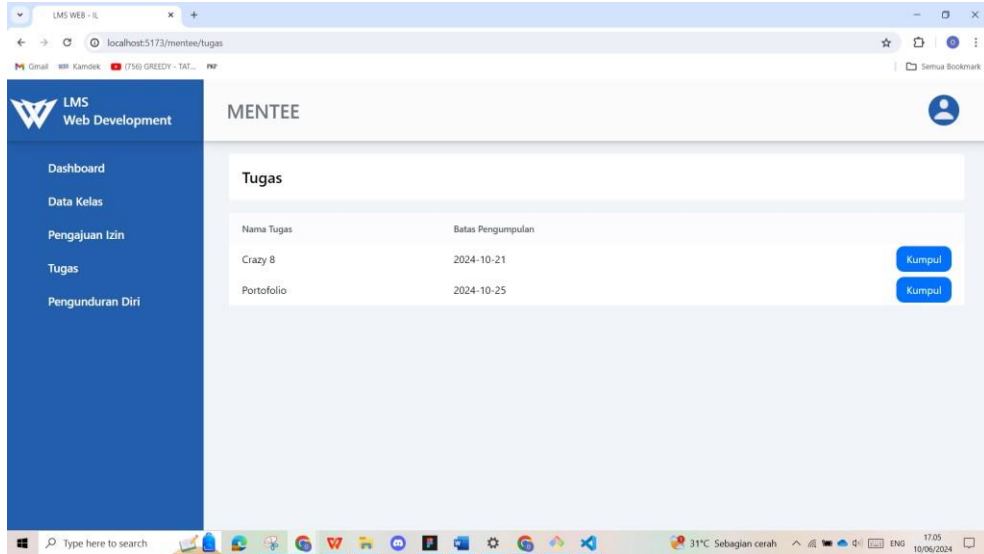 LMS WEB - IL
localhost:5173/mentee/tugas
Gmail Kamdek (756) GREEDY - TAT... Semua Bookmark
LMS
Web Development
MENTEE
Dashboard
Data Kelas
Pengajuan Izin
Tugas
Pengunduran Diri
Tugas
Nama Tugas Batas Pengumpulan
Crazy 8 2024-10-21 Kumpul
Portofolio 2024-10-25 Kumpul
Type here to search 31°C Sebagian cerah ENG 17.05
10/06/2024